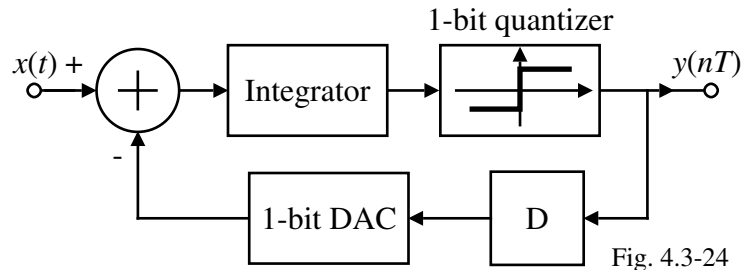 1-bit quantizer
x(t) +
+
Integrator
y(nT)
-
1-bit DAC
D
Fig. 4.3-24